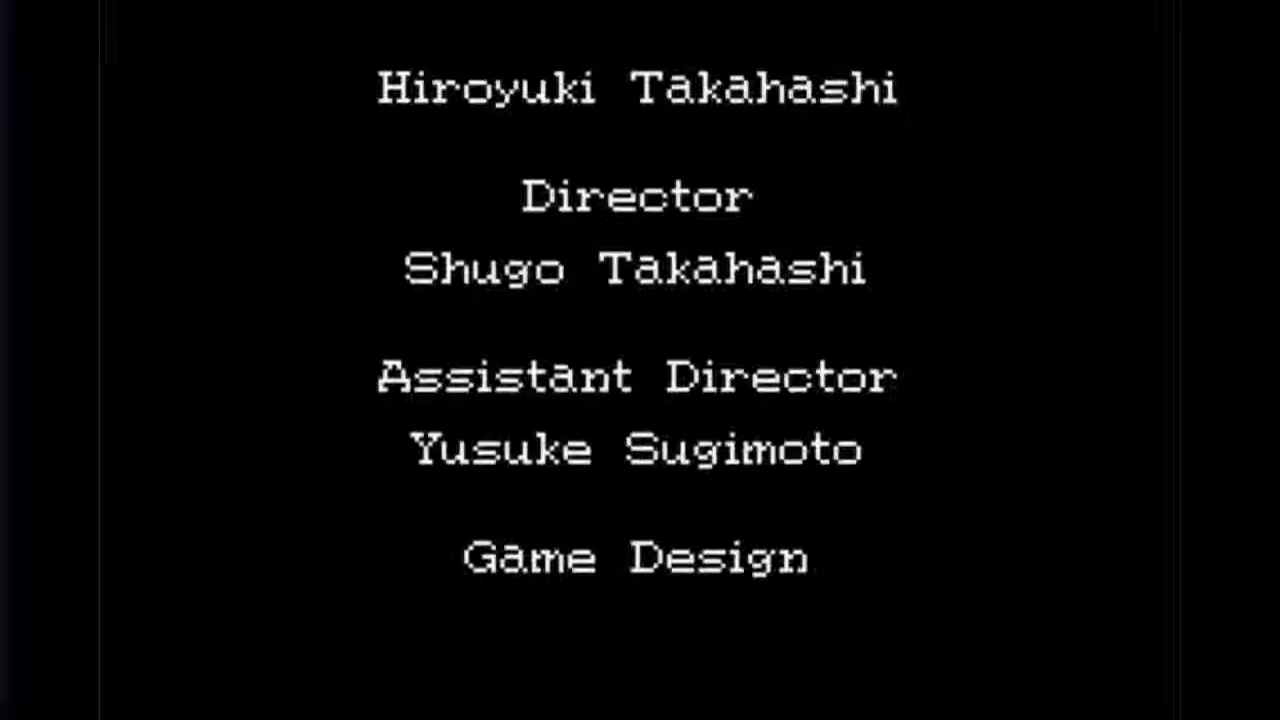 Hiroyuki Takahashi
Director
Shugo Takahashi
Assistant Director
Yusuke Sugimoto
Game Design